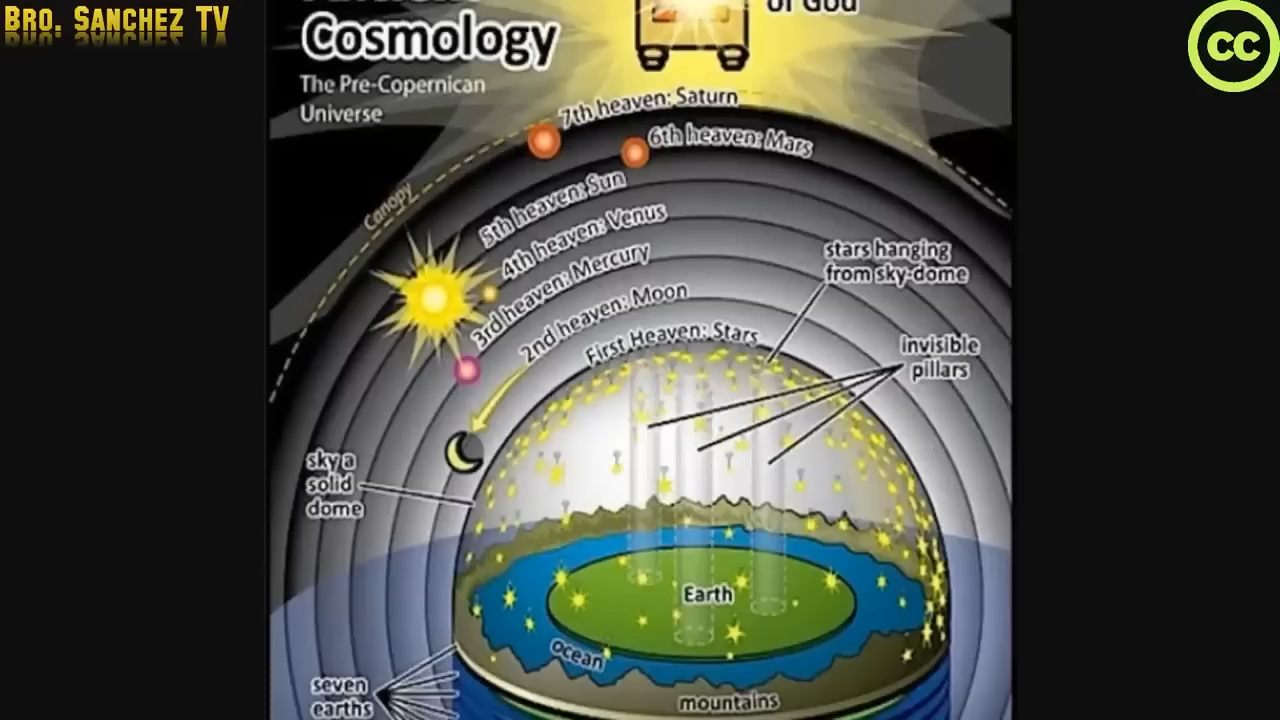 Bro. Sanchez TV
CC
of God
Cosmology
The Pre-Copernican
Universe
7th heaven: Saturn
6th heaven: Mars
Canopy
5th heaven: Sun
4th heaven: Venus
3rd heaven: Mercury
2nd heaven: Moon
First Heaven: Stars
stars hanging
from sky-dome
invisible
pillars
sky a
solid
dome
Earth
ocean
seven
earths
mountains